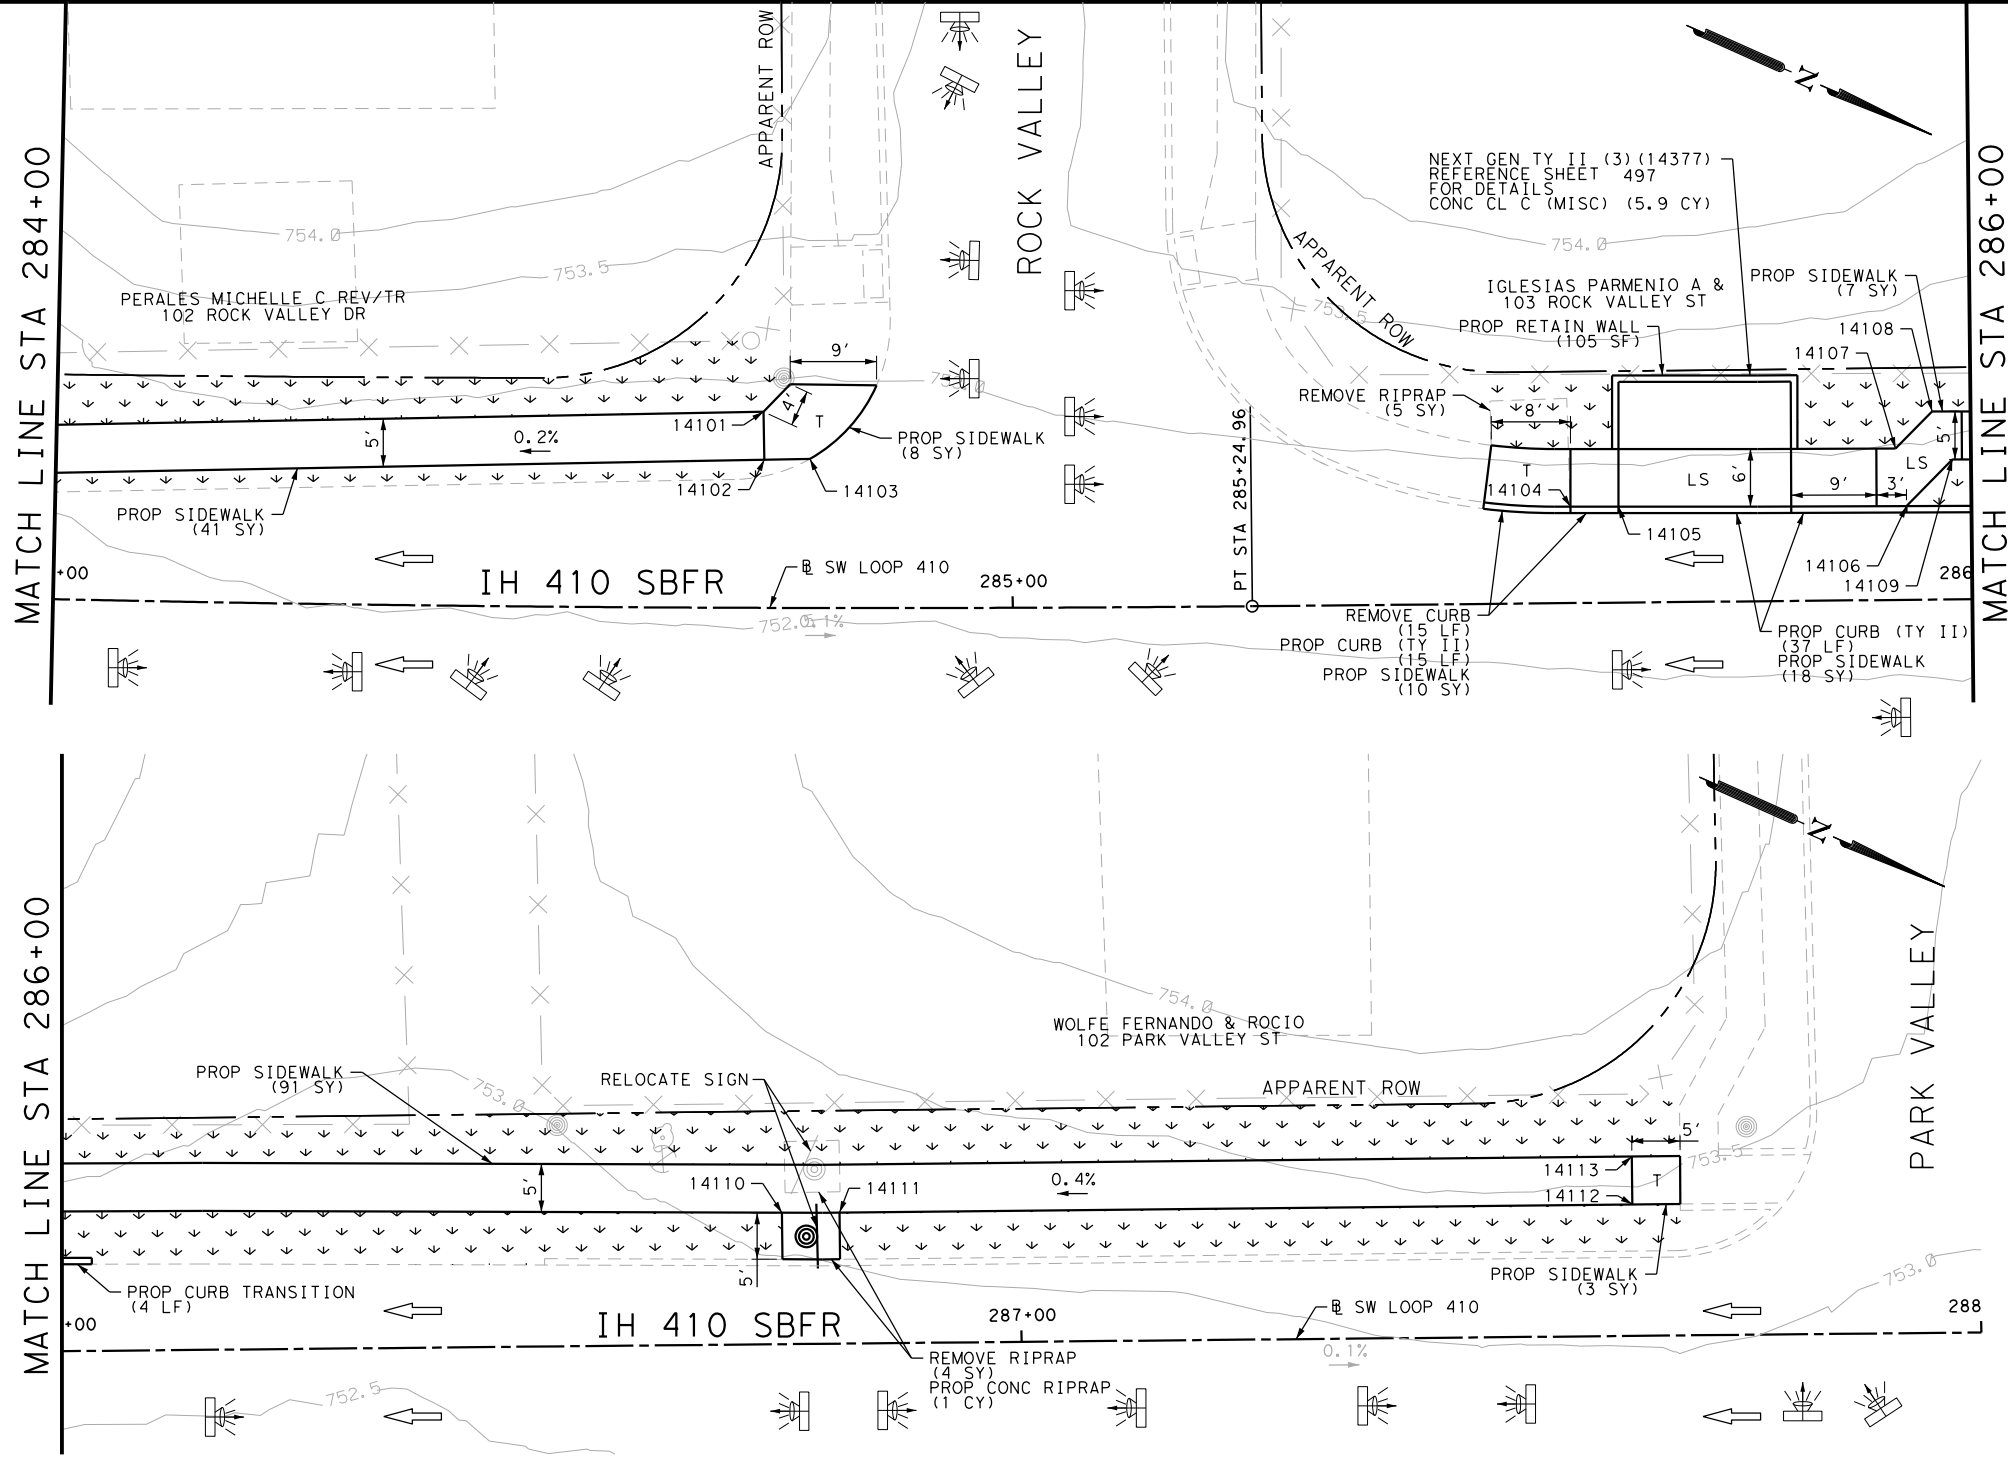 MATCH LINE STA 284+00
APPARENT ROW
ROCK VALLEY
754.0
753.5
PERALES MICHELLE C REV/TR
102 ROCK VALLEY DR
9'
4'
T
14101
5'
0.2%
PROP SIDEWALK
(8 SY)
14102
14103
PROP SIDEWALK
(41 SY)
+00
IH 410 SBFR
BL SW LOOP 410
285+00
752.0
0.1%
PT STA 285+24.96
N
NEXT GEN TY II (3)(14377)
REFERENCE SHEET 497
FOR DETAILS
CONC CL C (MISC) (5.9 CY)
APPARENT ROW
754.0
753.5
IGLESIAS PARMENIO A &
103 ROCK VALLEY ST
PROP SIDEWALK
(7 SY)
PROP RETAIN WALL
(105 SF)
14108
14107
REMOVE RIPRAP
(5 SY)
8'
5'
T
LS
6'
LS
9'
3'
14104
14105
14106
14109
286
REMOVE CURB
(15 LF)
PROP CURB (TY II)
(15 LF)
PROP SIDEWALK
(10 SY)
PROP CURB (TY II)
(37 LF)
PROP SIDEWALK
(18 SY)
MATCH LINE STA 286+00
MATCH LINE STA 286+00
N
PARK VALLEY
754.0
WOLFE FERNANDO & ROCIO
102 PARK VALLEY ST
PROP SIDEWALK
(91 SY)
753.0
RELOCATE SIGN
APPARENT ROW
5'
753.5
14113
T
14112
5'
14110
14111
0.4%
5'
PROP SIDEWALK
(3 SY)
753.0
PROP CURB TRANSITION
(4 LF)
+00
IH 410 SBFR
287+00
BL SW LOOP 410
288
0.1%
REMOVE RIPRAP
(4 SY)
PROP CONC RIPRAP
(1 CY)
752.5